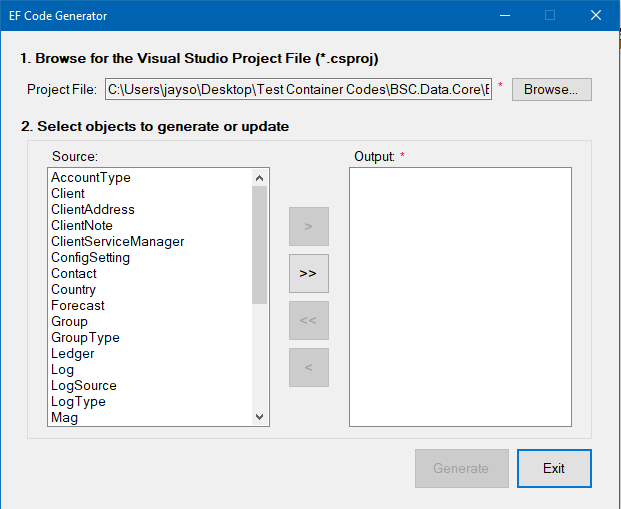 EF Code Generator
1. Browse for the Visual Studio Project File (*.csproj)
Project File: C:\Users\jayso\Desktop\Test Container Codes\BSC.Data.Core\E * Browse...
2. Select objects to generate or update
Source: Output: *
AccountType
Client
ClientAddress
ClientNote
ClientServiceManager
ConfigSetting
Contact
Country
Forecast
Group
GroupType
Ledger
Log
LogSource
LogType
Mag
>
>>
<<
<
Generate Exit